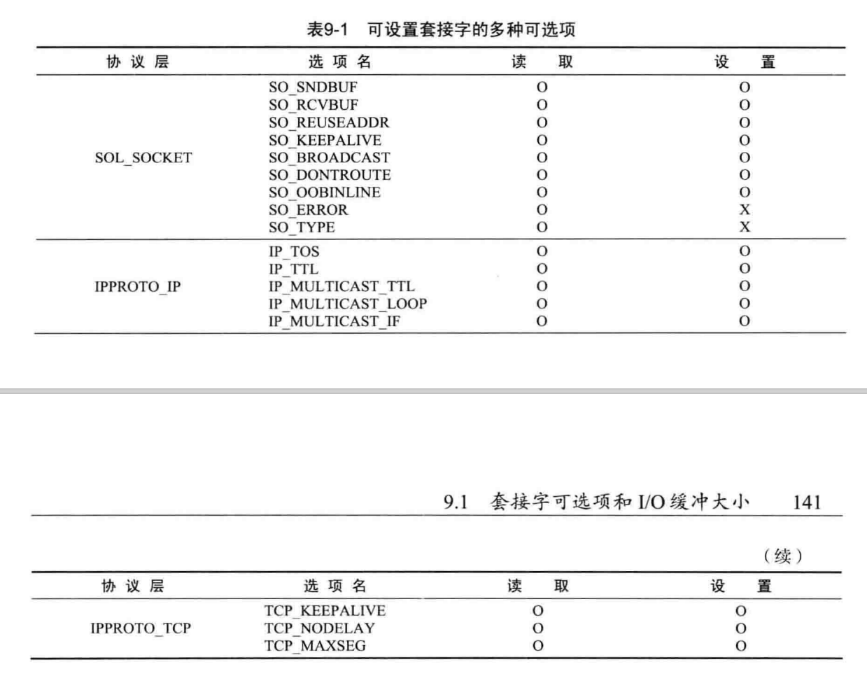 表9-1 可设置套接字的多种可选项
协议层 选项名 读 取 设 置
SO_SNDBUF O O
SO_RCVBUF O O
SO_REUSEADDR O O
SO_KEEPALIVE O O
SOL_SOCKET SO_BROADCAST O O
SO_DONTROUTE O O
SO_OOBINLINE O O
SO_ERROR O X
SO_TYPE O X
IP_TOS O O
IP_TTL O O
IPPROTO_IP IP_MULTICAST_TTL O O
IP_MULTICAST_LOOP O O
IP_MULTICAST_IF O O
9.1 套接字可选项和 I/O 缓冲大小 141
（续）
协议层 选项名 读 取 设 置
TCP_KEEPALIVE O O
IPPROTO_TCP TCP_NODELAY O O
TCP_MAXSEG O O